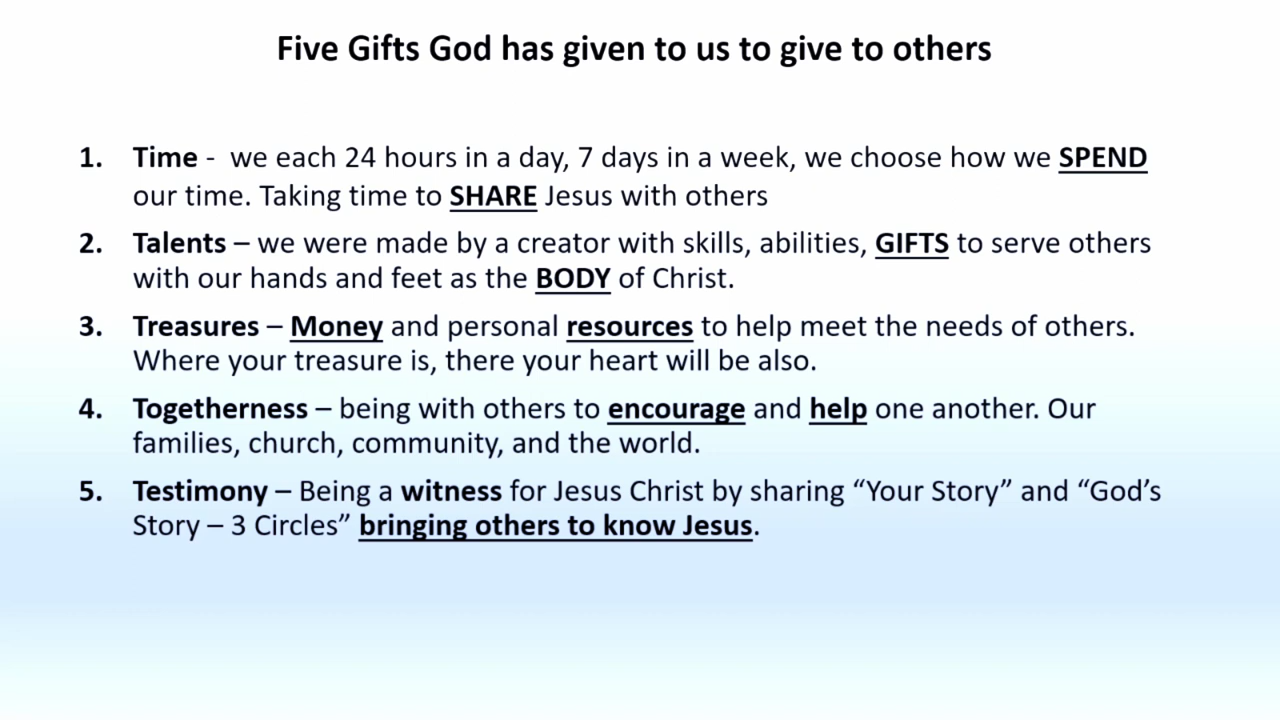 Five Gifts God has given to us to give to others
1. Time -  we each 24 hours in a day, 7 days in a week, we choose how we SPEND
our time. Taking time to SHARE Jesus with others
2. Talents – we were made by a creator with skills, abilities, GIFTS to serve others
with our hands and feet as the BODY of Christ.
3. Treasures – Money and personal resources to help meet the needs of others.
Where your treasure is, there your heart will be also.
4. Togetherness – being with others to encourage and help one another. Our
families, church, community, and the world.
5. Testimony – Being a witness for Jesus Christ by sharing “Your Story” and “God’s
Story – 3 Circles” bringing others to know Jesus.